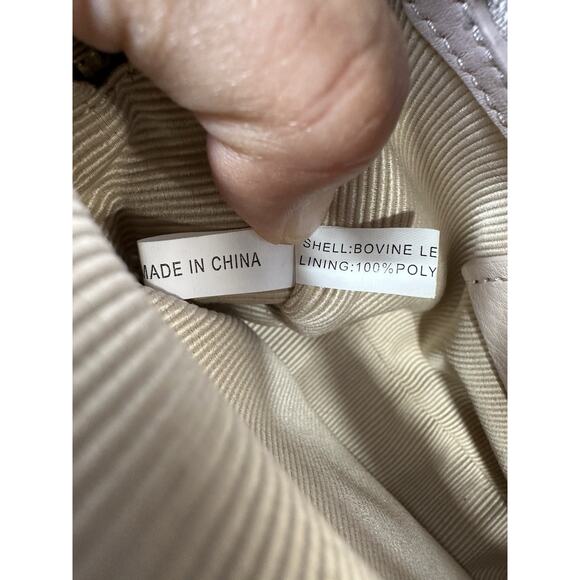 MADE IN CHINA
SHELL:BOVINE LE
LINING:100%POLY